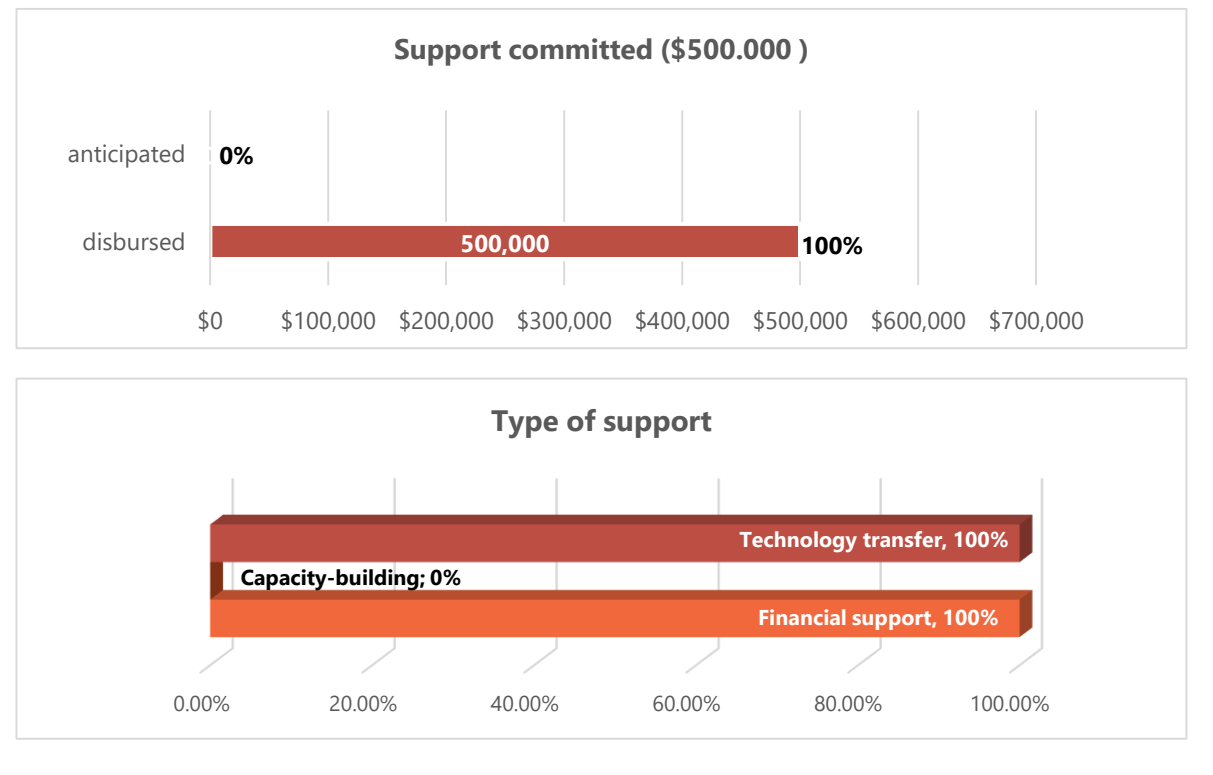 Support committed ($500.000 )
anticipated 0%
disbursed 500,000 100%
$0 $100,000 $200,000 $300,000 $400,000 $500,000 $600,000 $700,000
Type of support
Technology transfer, 100%
Capacity-building; 0%
Financial support, 100%
0.00% 20.00% 40.00% 60.00% 80.00% 100.00%